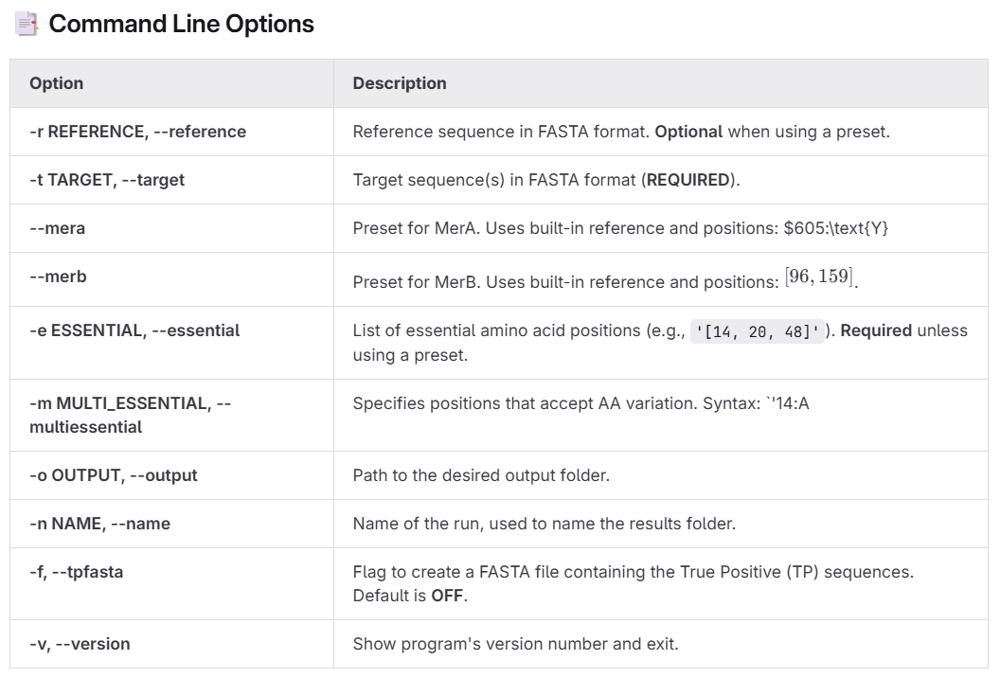 Command Line Options
Option Description
-r REFERENCE, --reference Reference sequence in FASTA format. Optional when using a preset.
-t TARGET, --target Target sequence(s) in FASTA format (REQUIRED).
--mera Preset for MerA. Uses built-in reference and positions: $605:\text{Y}
--merb Preset for MerB. Uses built-in reference and positions: [96, 159].
-e ESSENTIAL, --essential List of essential amino acid positions (e.g., '[14, 20, 48]'). Required unless
using a preset.
-m MULTI_ESSENTIAL, --
multiessential
Specifies positions that accept AA variation. Syntax: `'14:A
-o OUTPUT, --output Path to the desired output folder.
-n NAME, --name Name of the run, used to name the results folder.
-f, --tpfasta Flag to create a FASTA file containing the True Positive (TP) sequences.
Default is OFF.
-v, --version Show program's version number and exit.